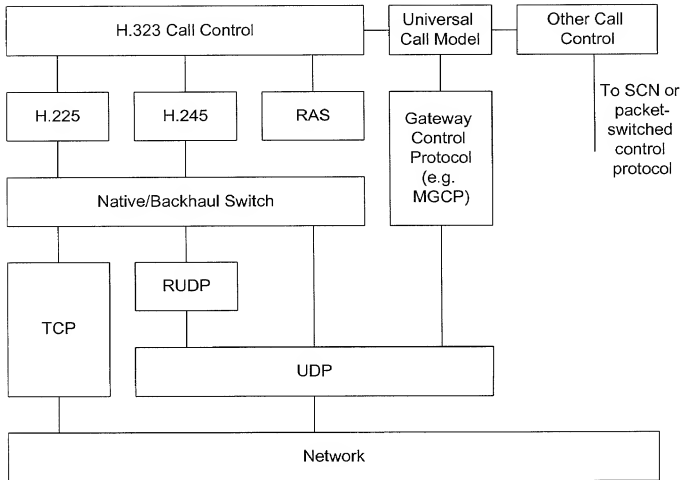 H.323 Call Control
Universal
Call Model
Other Call
Control
To SCN or
packet-
switched
control
protocol
H.225
H.245
RAS
Gateway
Control
Protocol
(e.g.
MGCP)
Native/Backhaul Switch
TCP
RUDP
UDP
Network